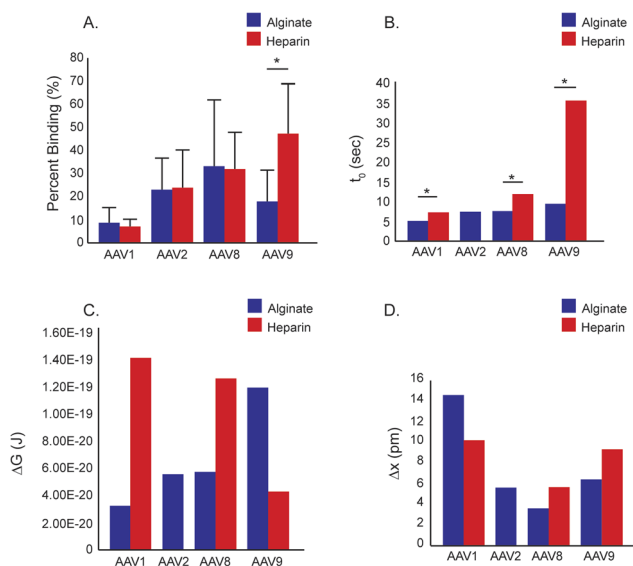 A.
Alginate
Heparin
Percent Binding (%)
80
70
60
50
40
30
20
10
0
*
AAV1 AAV2 AAV8 AAV9
B.
Alginate
Heparin
t0 (sec)
40
35
30
25
20
15
10
5
0
* * *
AAV1 AAV2 AAV8 AAV9
C.
Alginate
Heparin
ΔG (J)
1.60E-19
1.40E-19
1.20E-19
1.00E-19
8.00E-20
6.00E-20
4.00E-20
2.00E-20
0
AAV1 AAV2 AAV8 AAV9
D.
Alginate
Heparin
Δx (pm)
16
14
12
10
8
6
4
2
0
AAV1 AAV2 AAV8 AAV9